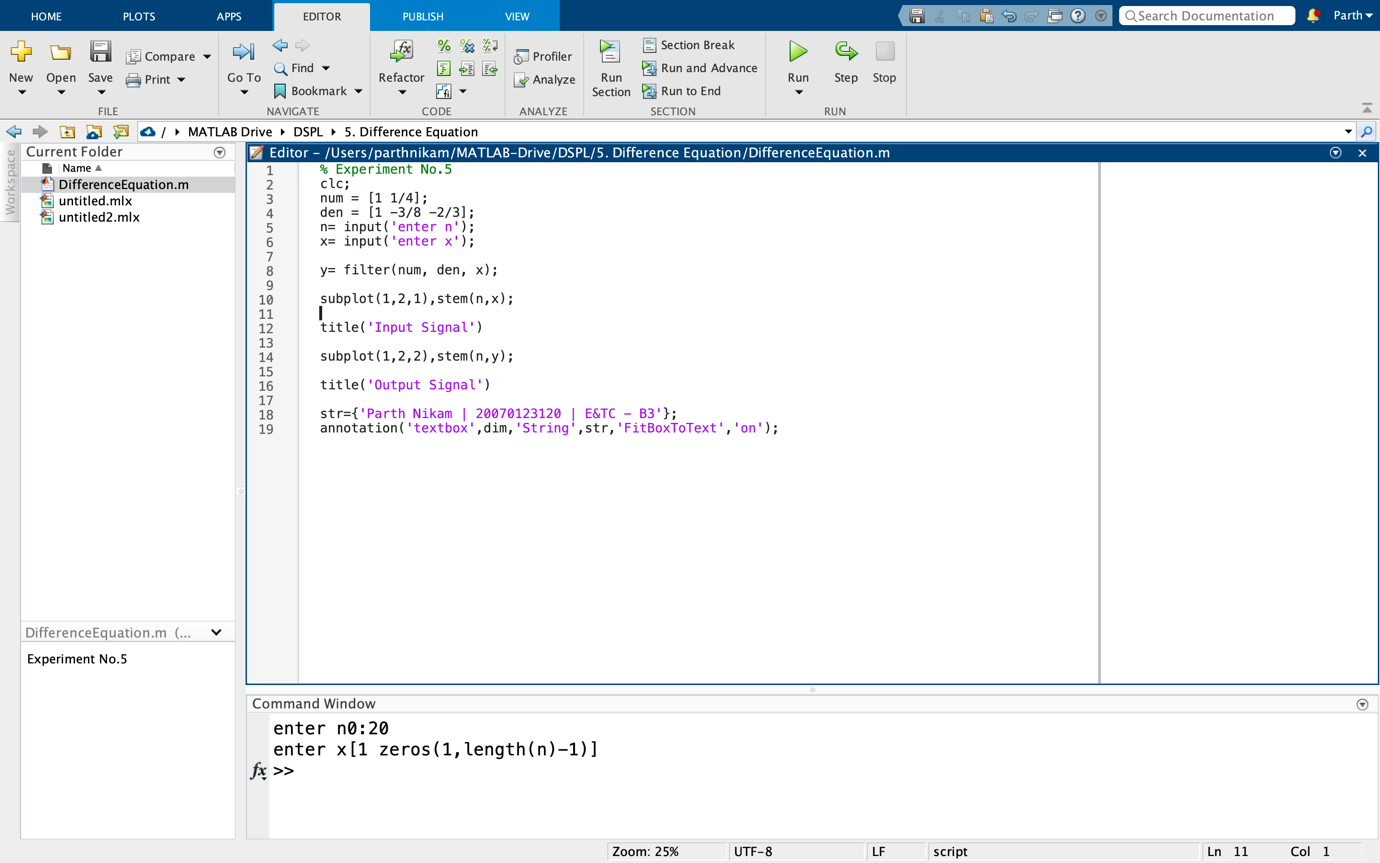 HOME PLOTS APPS EDITOR PUBLISH VIEW Search Documentation Parth
New Open Save Compare Print Go To Find Bookmark Refactor Profiler Analyze Run Section Section Break Run and Advance Run to End Run Step Stop
FILE NAVIGATE CODE ANALYZE SECTION RUN
/ MATLAB Drive DSPL 5. Difference Equation
Workspace
Current Folder
Name
DifferenceEquation.m
untitled.mlx
untitled2.mlx
DifferenceEquation.m (...
Experiment No.5
Editor – /Users/parthnikam/MATLAB-Drive/DSPL/5. Difference Equation/DifferenceEquation.m
1 % Experiment No.5
2 clc;
3 num = [1 1/4];
4 den = [1 -3/8 -2/3];
5 n= input('enter n');
6 x= input('enter x');
7
8 y= filter(num, den, x);
9
10 subplot(1,2,1),stem(n,x);
11
12 title('Input Signal')
13
14 subplot(1,2,2),stem(n,y);
15
16 title('Output Signal')
17
18 str={'Parth Nikam | 20070123120 | E&TC - B3'};
19 annotation('textbox',dim,'String',str,'FitBoxToText','on');
Command Window
enter n0:20
enter x[1 zeros(1,length(n)-1)]
fx >>
Zoom: 25% UTF-8 LF script Ln 11 Col 1